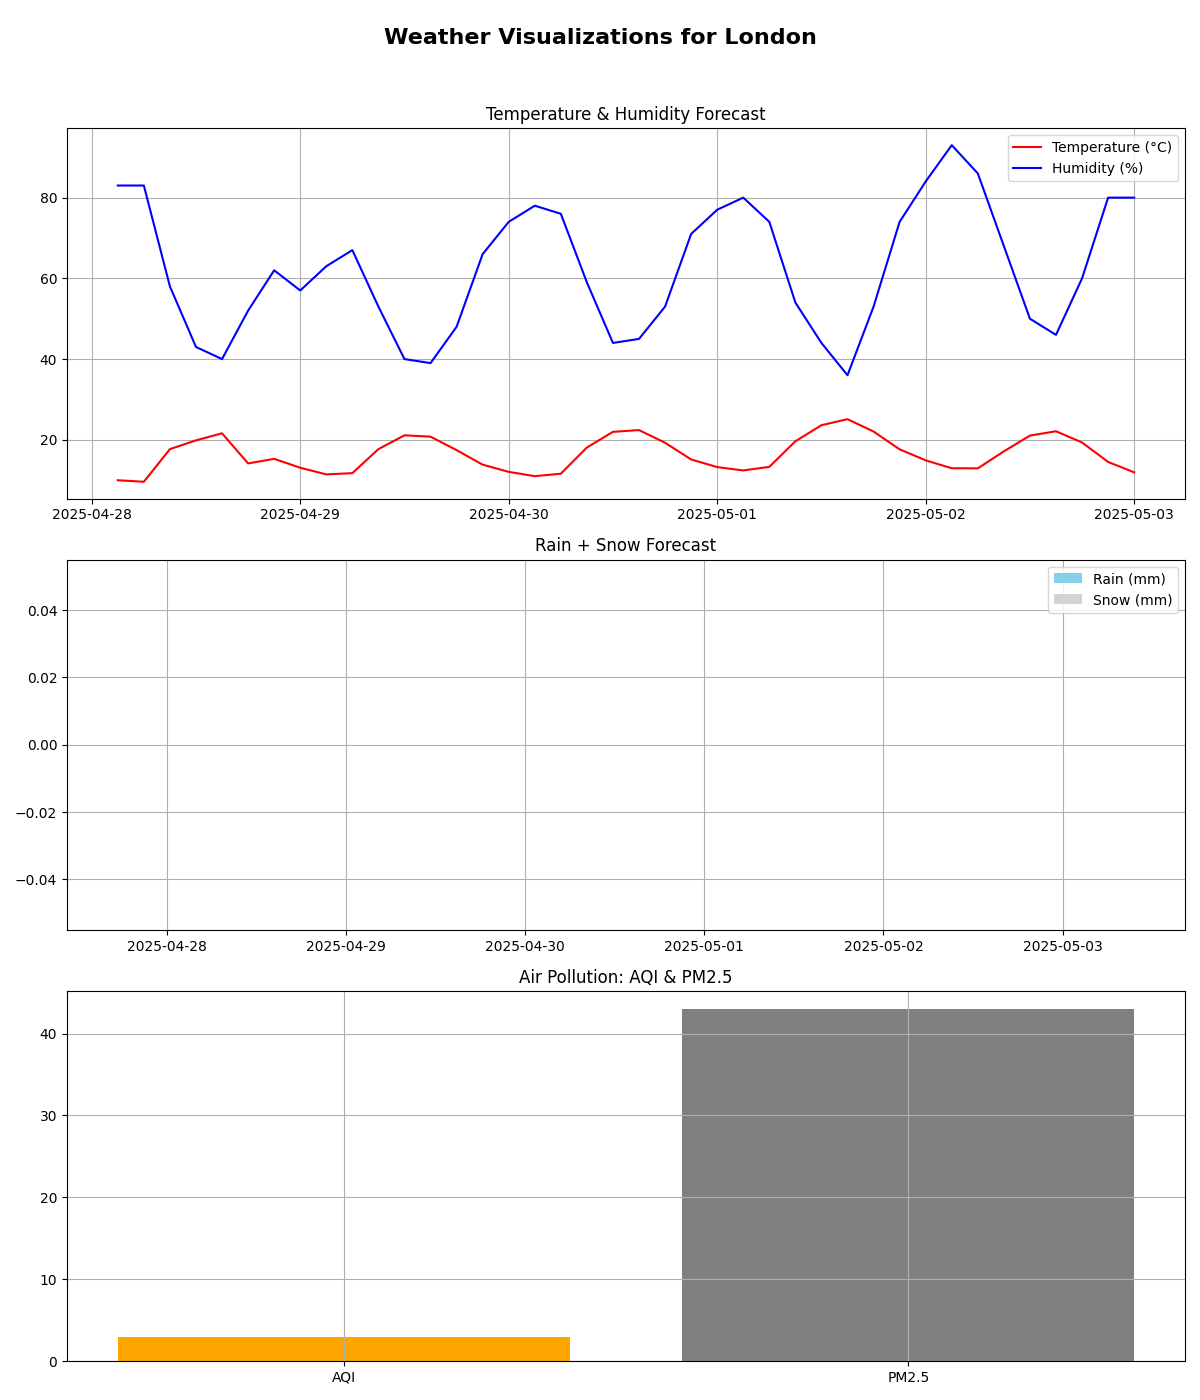 Weather Visualizations for London
Temperature & Humidity Forecast
Temperature (°C)
Humidity (%)
80
60
40
20
2025-04-28 2025-04-29 2025-04-30 2025-05-01 2025-05-02 2025-05-03
Rain + Snow Forecast
Rain (mm)
Snow (mm)
0.04
0.02
0.00
−0.02
−0.04
2025-04-28 2025-04-29 2025-04-30 2025-05-01 2025-05-02 2025-05-03
Air Pollution: AQI & PM2.5
40
30
20
10
0
AQI PM2.5